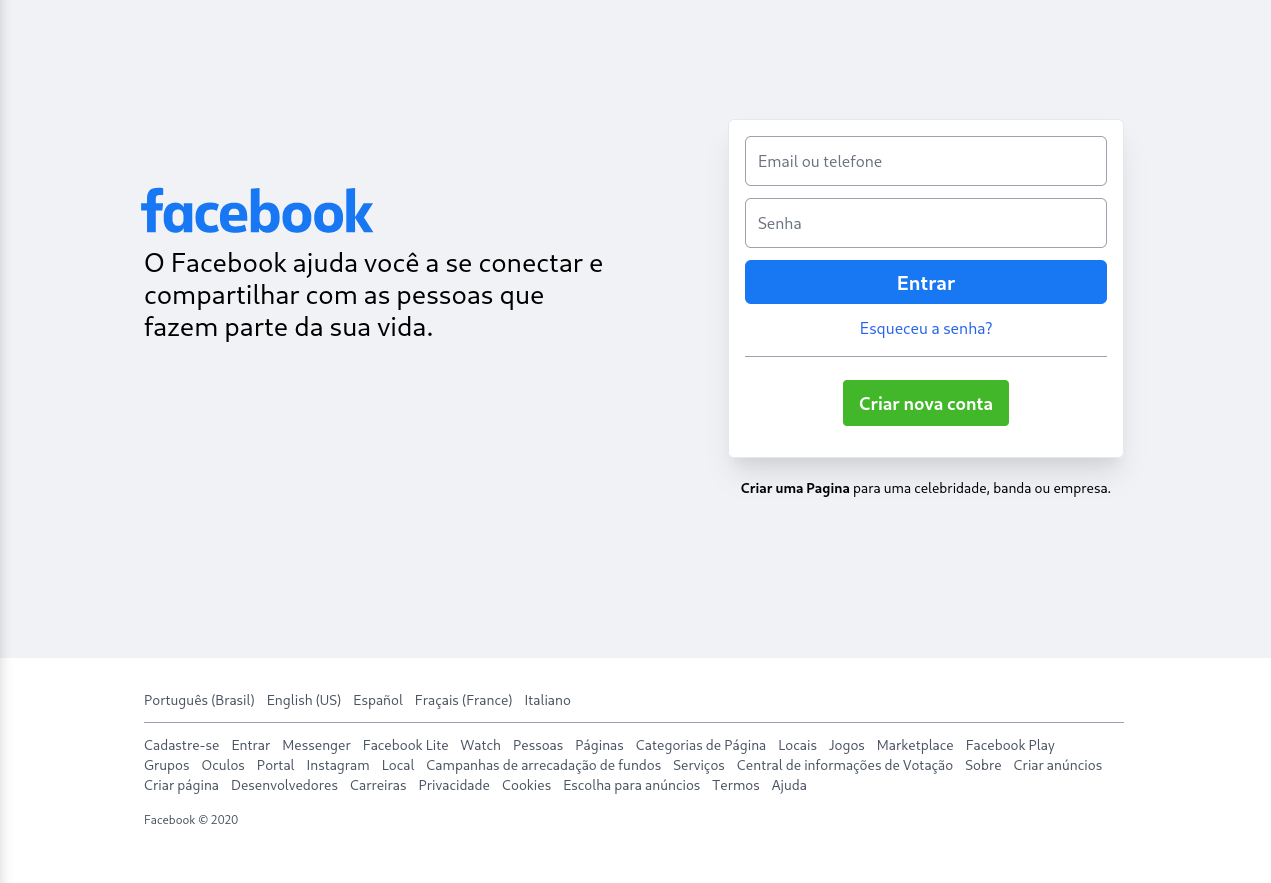 facebook
O Facebook ajuda você a se conectar e
compartilhar com as pessoas que
fazem parte da sua vida.
Email ou telefone
Senha
Entrar
Esqueceu a senha?
Criar nova conta
Criar uma Pagina para uma celebridade, banda ou empresa.
Português (Brasil) English (US) Español Fraçais (France) Italiano
Cadastre-se Entrar Messenger Facebook Lite Watch Pessoas Páginas Categorias de Página Locais Jogos Marketplace Facebook Play
Grupos Oculos Portal Instagram Local Campanhas de arrecadação de fundos Serviços Central de informações de Votação Sobre Criar anúncios
Criar página Desenvolvedores Carreiras Privacidade Cookies Escolha para anúncios Termos Ajuda
Facebook © 2020